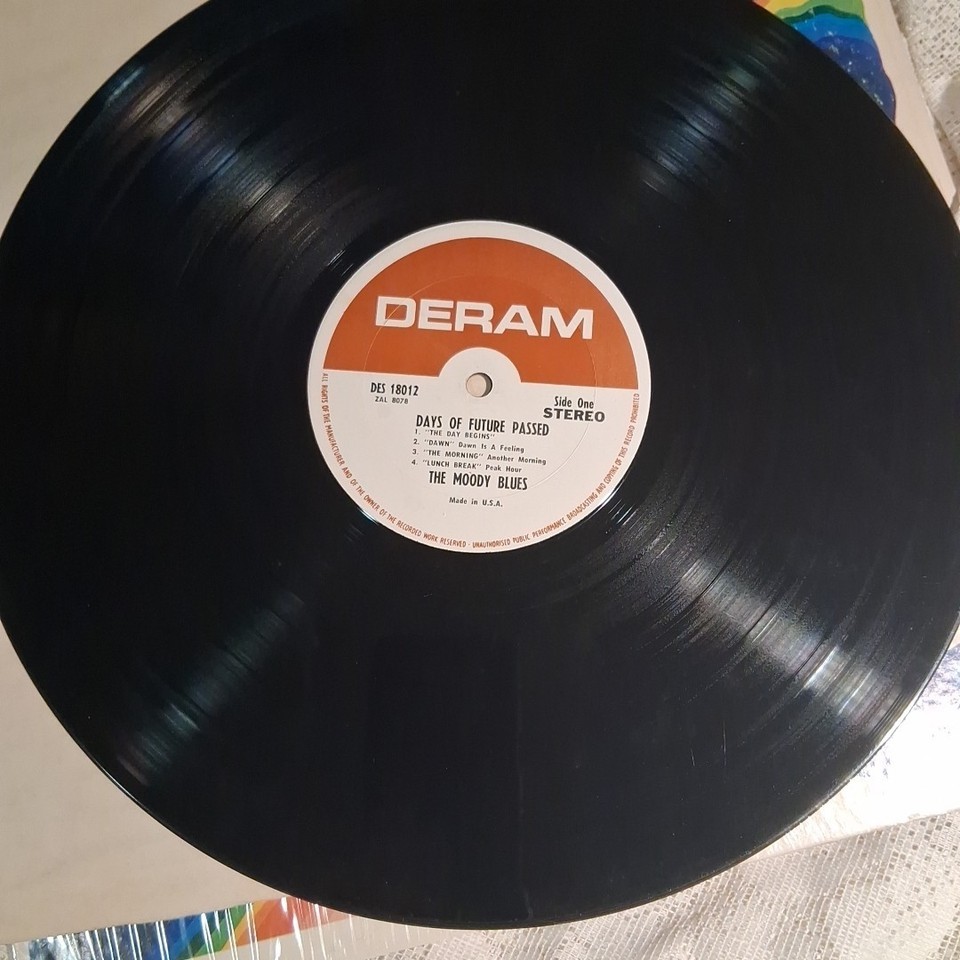 DERAM
DES 18012
ZAL 8078
Side One
STEREO
DAYS OF FUTURE PASSED
1. "THE DAY BEGINS"
2. "DAWN" Dawn Is A Feeling
3. "THE MORNING" Another Morning
4. "LUNCH BREAK" Peak Hour
THE MOODY BLUES
Made in U.S.A.
ALL RIGHTS OF THE MANUFACTURER AND OF THE OWNER OF THE RECORDED WORK RESERVED - UNAUTHORISED PUBLIC PERFORMANCE BROADCASTING AND COPYING OF THIS RECORD PROHIBITED